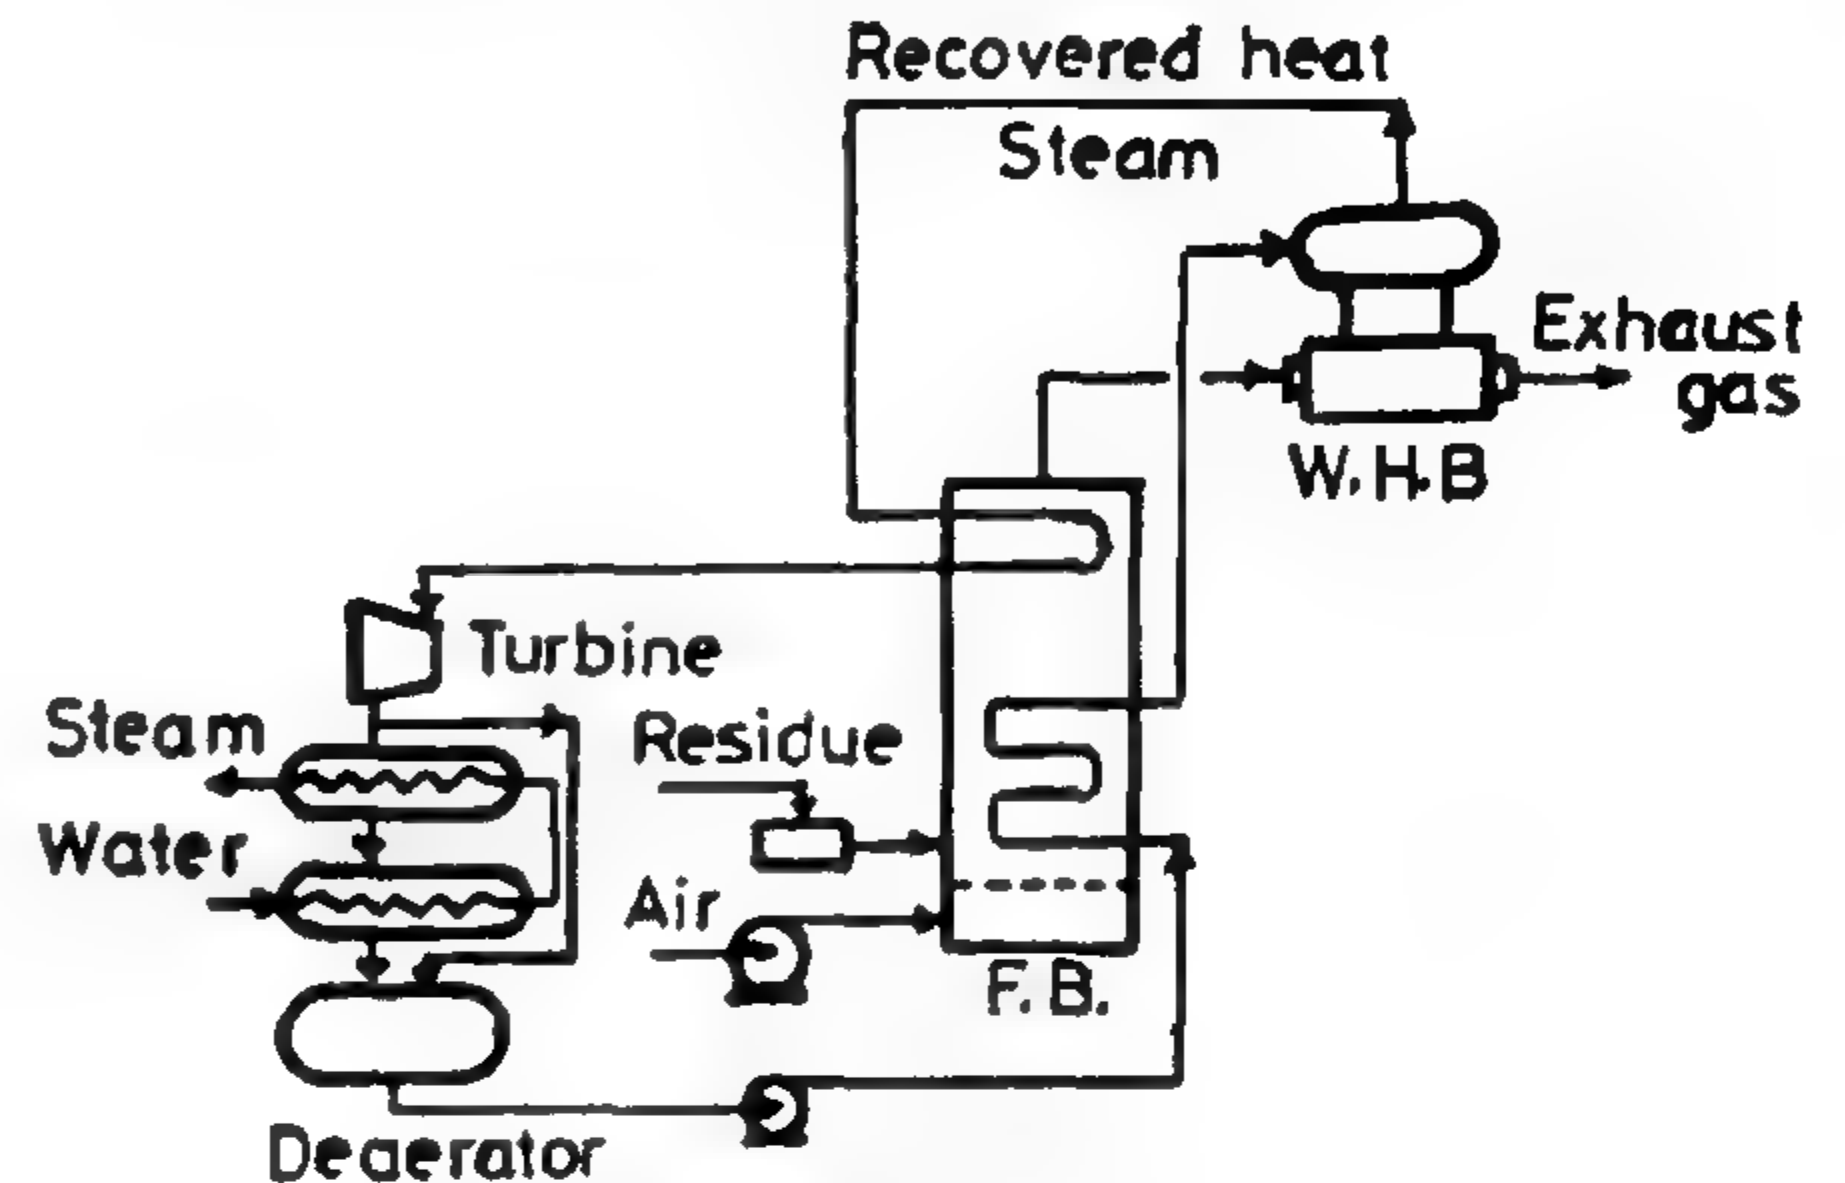 Recovered heat
Steam
Exhaust
gas
W.H.B
Turbine
Steam
Residue
Water
Air
F.B.
Deaerator